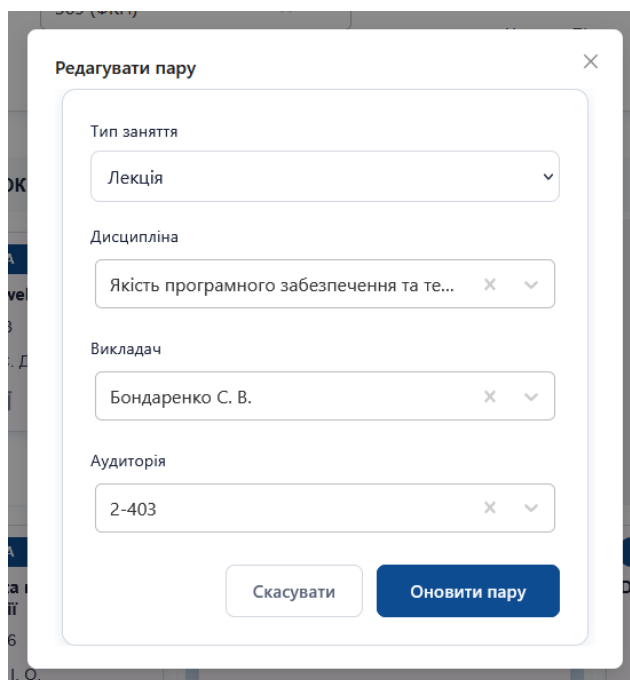 Редагувати пару
Тип заняття
Лекція
Дисципліна
Якість програмного забезпечення та те...
Викладач
Бондаренко С. В.
Аудиторія
2-403
Скасувати
Оновити пару